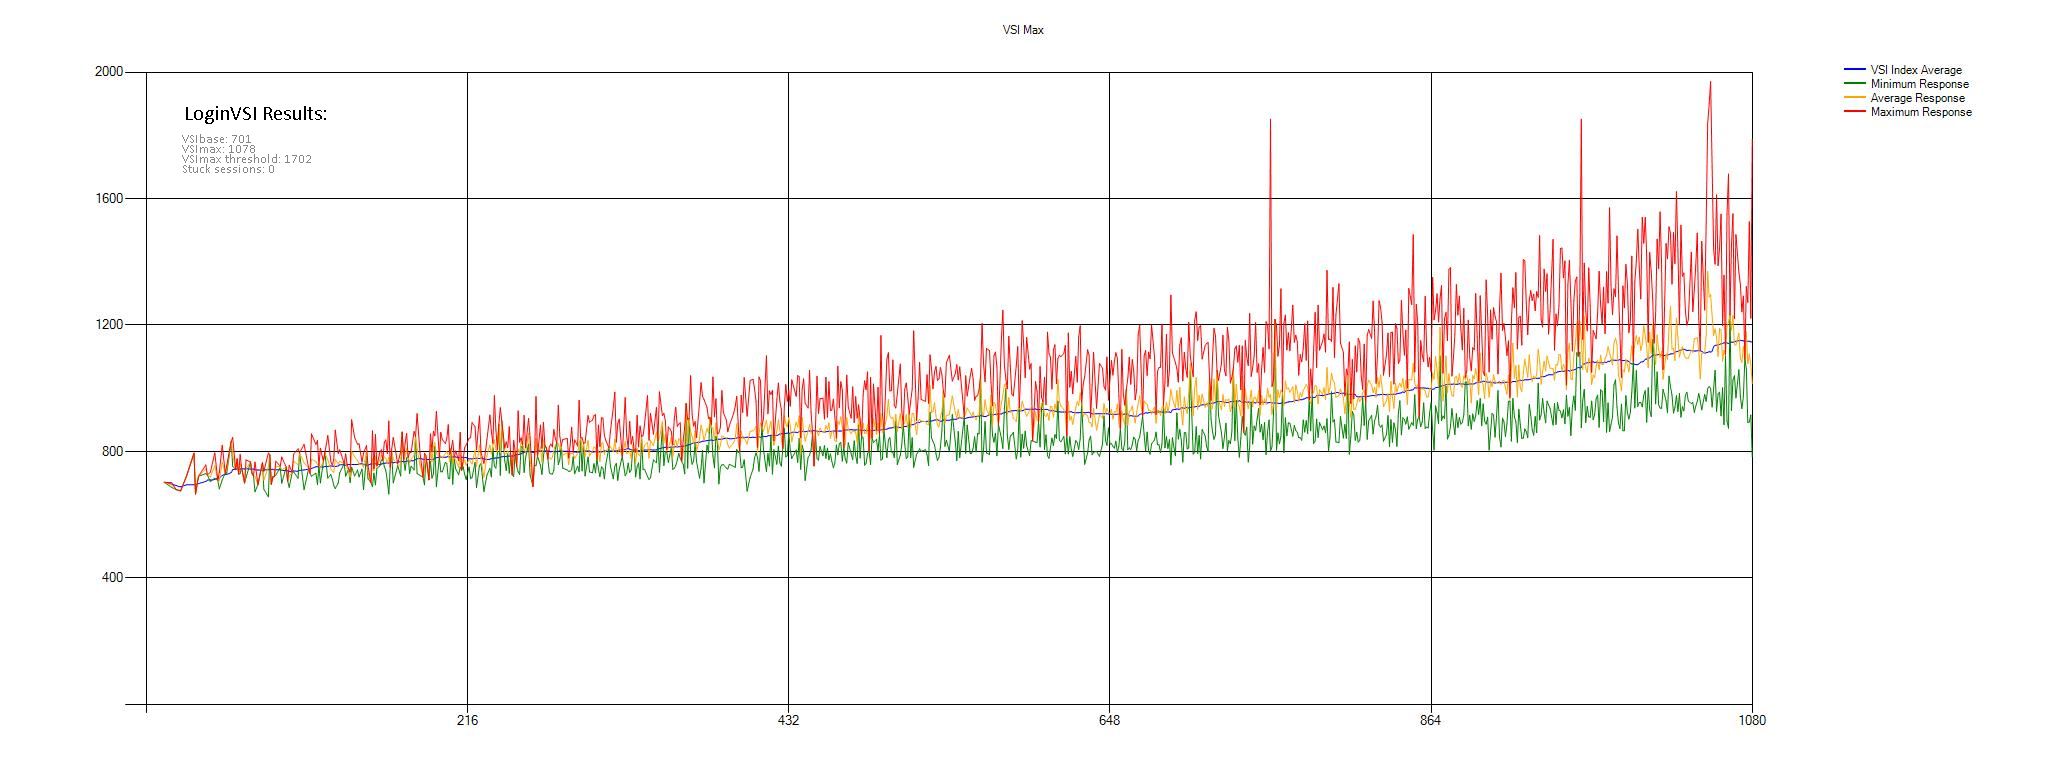 VSI Max
2000
1600
1200
800
400
LoginVSI Results:
VSIbase: 701
VSImax: 1078
VSImax threshold: 1702
Stuck sessions: 0
VSI Index Average
Minimum Response
Average Response
Maximum Response
216
432
648
864
1080